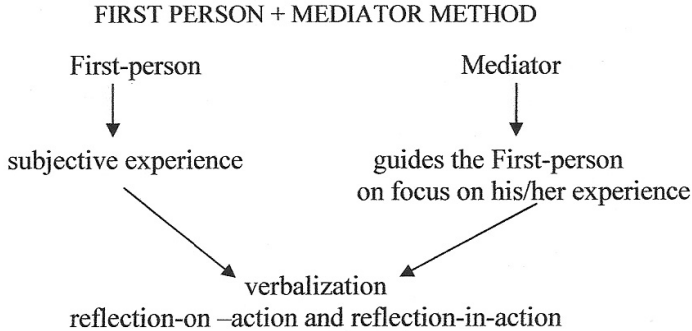 FIRST PERSON + MEDIATOR METHOD
First-person
Mediator
subjective experience
guides the First-person
on focus on his/her experience
verbalization
reflection-on –action and reflection-in-action